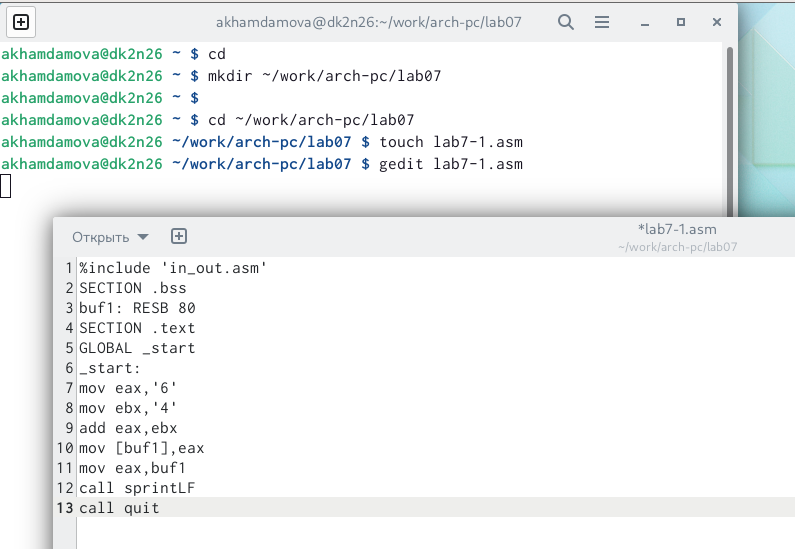 akhamdamova@dk2n26:~/work/arch-pc/lab07
akhamdamova@dk2n26 ~ $ cd
akhamdamova@dk2n26 ~ $ mkdir ~/work/arch-pc/lab07
akhamdamova@dk2n26 ~ $
akhamdamova@dk2n26 ~ $ cd ~/work/arch-pc/lab07
akhamdamova@dk2n26 ~/work/arch-pc/lab07 $ touch lab7-1.asm
akhamdamova@dk2n26 ~/work/arch-pc/lab07 $ gedit lab7-1.asm
Открыть
*lab7-1.asm
~/work/arch-pc/lab07
1 %include 'in_out.asm'
2 SECTION .bss
3 buf1: RESB 80
4 SECTION .text
5 GLOBAL _start
6 _start:
7 mov eax,'6'
8 mov ebx,'4'
9 add eax,ebx
10 mov [buf1],eax
11 mov eax,buf1
12 call sprintLF
13 call quit